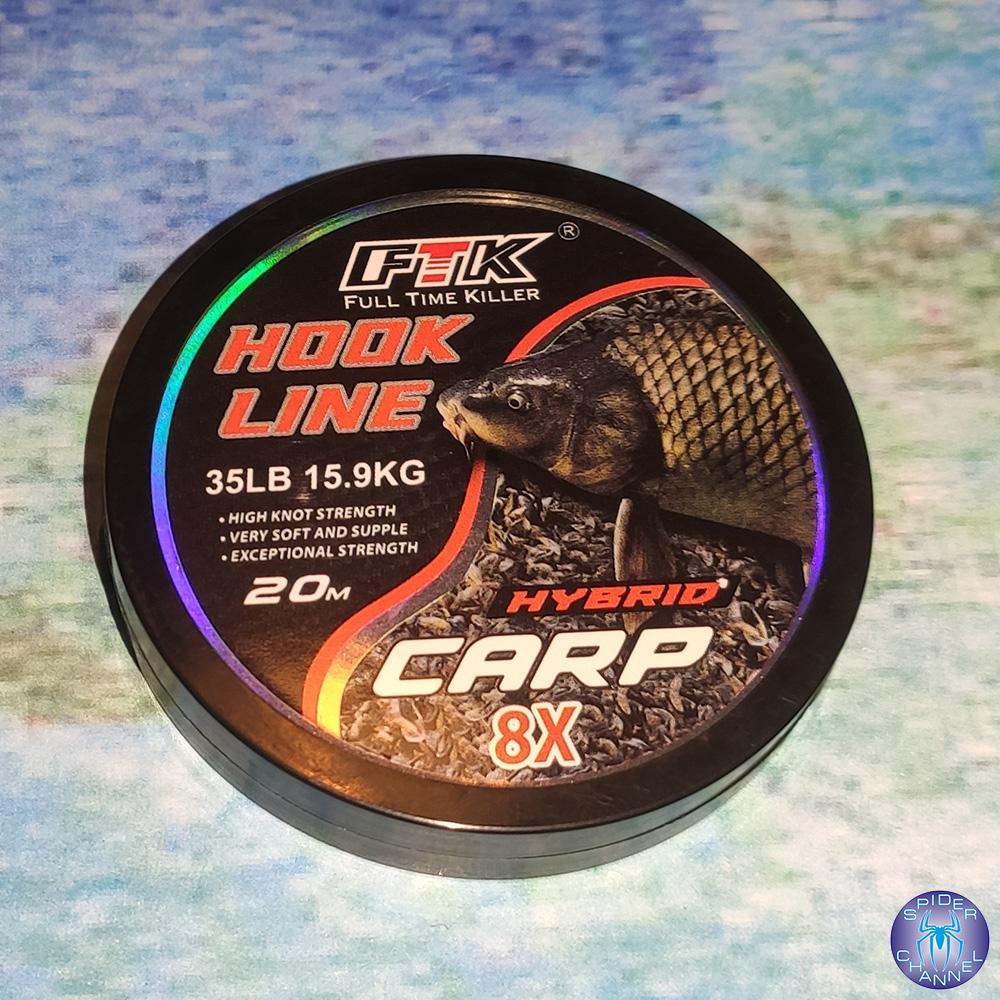 FTK®
FULL TIME KILLER
HOOK
LINE
35LB 15.9KG
• HIGH KNOT STRENGTH
• VERY SOFT AND SUPPLE
• EXCEPTIONAL STRENGTH
20M
HYBRID
CARP
8X
SPIDER
CHANNEL